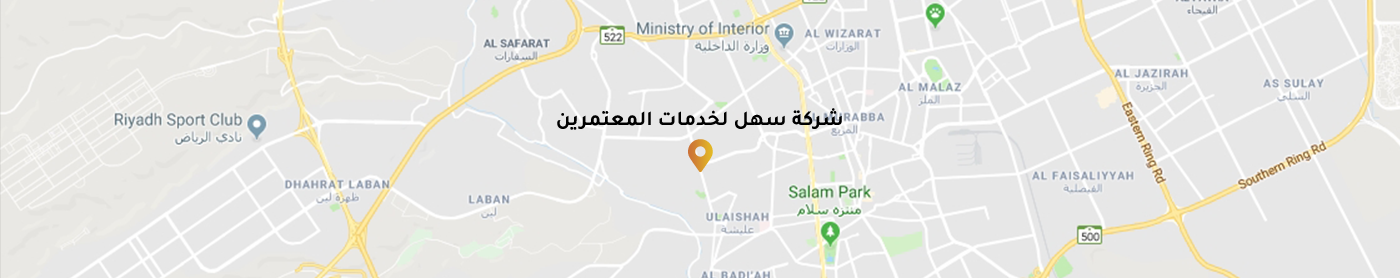 الفيحاء
522
Ministry of Interior
وزارة الداخلية
AL WIZARAT
الوزارات
AL SAFARAT
السفارات
AL JAZIRAH
الجزيرة
AL MALAZ
الملز
AS SULAY
السلي
Riyadh Sport Club
نادي الرياض
شركة سهل لخدمات المعتمرين
RABBA
المربع
Eastern Ring Rd
Southern Ring Rd
DHAHRAT LABAN
ظهرة لبن
LABAN
لبن
AL FAISALIYYAH
الفيصلية
Salam Park
منتزه سلام
ULAISHAH
عليشة
500
AL BADI'AH